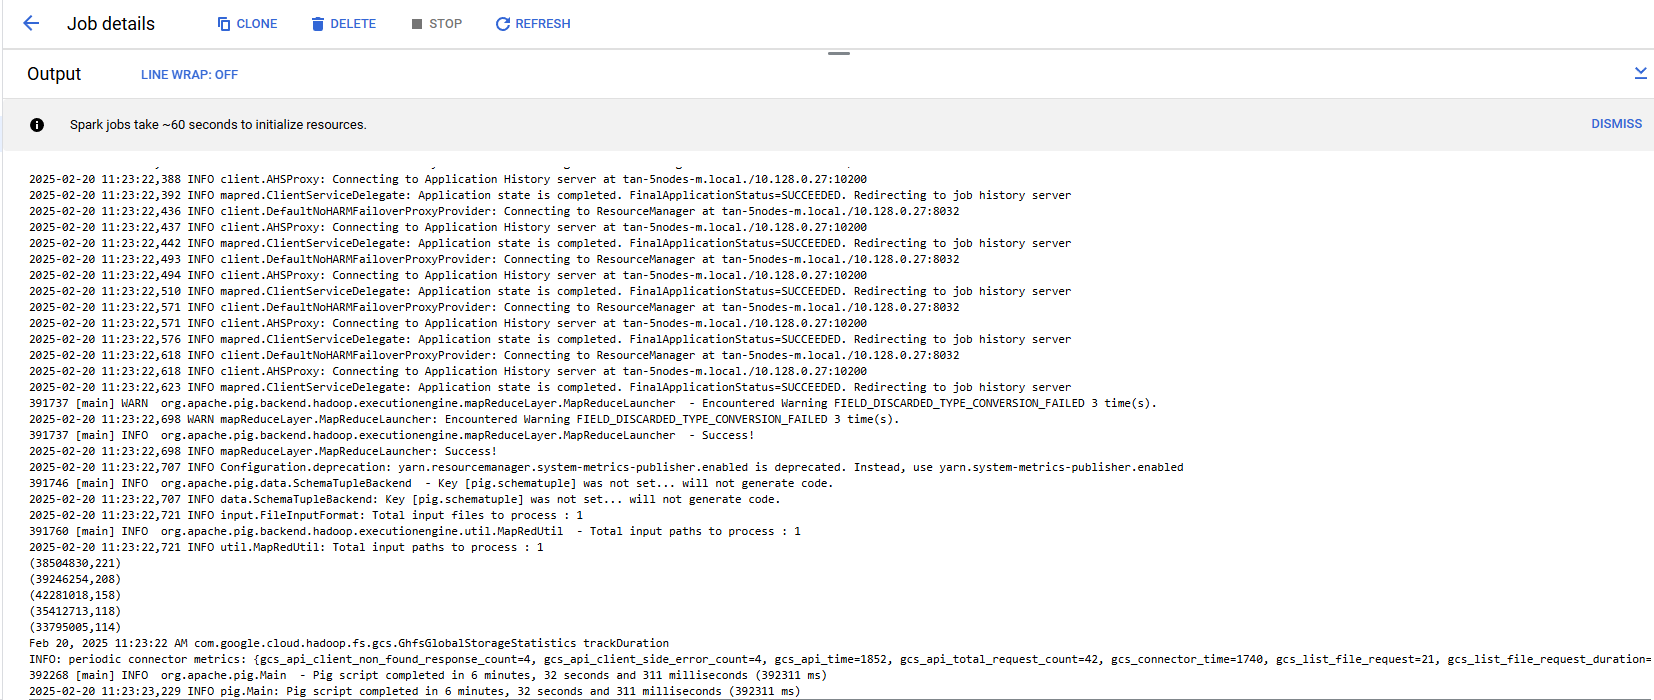 Job details
CLONE
DELETE
STOP
REFRESH
Output
LINE WRAP: OFF
Spark jobs take ~60 seconds to initialize resources.
DISMISS
2025-02-20 11:23:22,388 INFO client.AHSProxy: Connecting to Application History server at tan-5nodes-m.local./10.128.0.27:10200
2025-02-20 11:23:22,392 INFO mapred.ClientServiceDelegate: Application state is completed. FinalApplicationStatus=SUCCEEDED. Redirecting to job history server
2025-02-20 11:23:22,436 INFO client.DefaultNoHARMFailoverProxyProvider: Connecting to ResourceManager at tan-5nodes-m.local./10.128.0.27:8032
2025-02-20 11:23:22,437 INFO client.AHSProxy: Connecting to Application History server at tan-5nodes-m.local./10.128.0.27:10200
2025-02-20 11:23:22,442 INFO mapred.ClientServiceDelegate: Application state is completed. FinalApplicationStatus=SUCCEEDED. Redirecting to job history server
2025-02-20 11:23:22,493 INFO client.DefaultNoHARMFailoverProxyProvider: Connecting to ResourceManager at tan-5nodes-m.local./10.128.0.27:8032
2025-02-20 11:23:22,494 INFO client.AHSProxy: Connecting to Application History server at tan-5nodes-m.local./10.128.0.27:10200
2025-02-20 11:23:22,510 INFO mapred.ClientServiceDelegate: Application state is completed. FinalApplicationStatus=SUCCEEDED. Redirecting to job history server
2025-02-20 11:23:22,571 INFO client.DefaultNoHARMFailoverProxyProvider: Connecting to ResourceManager at tan-5nodes-m.local./10.128.0.27:8032
2025-02-20 11:23:22,571 INFO client.AHSProxy: Connecting to Application History server at tan-5nodes-m.local./10.128.0.27:10200
2025-02-20 11:23:22,576 INFO mapred.ClientServiceDelegate: Application state is completed. FinalApplicationStatus=SUCCEEDED. Redirecting to job history server
2025-02-20 11:23:22,618 INFO client.DefaultNoHARMFailoverProxyProvider: Connecting to ResourceManager at tan-5nodes-m.local./10.128.0.27:8032
2025-02-20 11:23:22,618 INFO client.AHSProxy: Connecting to Application History server at tan-5nodes-m.local./10.128.0.27:10200
2025-02-20 11:23:22,623 INFO mapred.ClientServiceDelegate: Application state is completed. FinalApplicationStatus=SUCCEEDED. Redirecting to job history server
391737 [main] WARN  org.apache.pig.backend.hadoop.executionengine.mapReduceLayer.MapReduceLauncher  - Encountered Warning FIELD_DISCARDED_TYPE_CONVERSION_FAILED 3 time(s).
2025-02-20 11:23:22,698 WARN mapReduceLayer.MapReduceLauncher: Encountered Warning FIELD_DISCARDED_TYPE_CONVERSION_FAILED 3 time(s).
391737 [main] INFO  org.apache.pig.backend.hadoop.executionengine.mapReduceLayer.MapReduceLauncher  - Success!
2025-02-20 11:23:22,698 INFO mapReduceLayer.MapReduceLauncher: Success!
2025-02-20 11:23:22,707 INFO Configuration.deprecation: yarn.resourcemanager.system-metrics-publisher.enabled is deprecated. Instead, use yarn.system-metrics-publisher.enabled
391746 [main] INFO  org.apache.pig.data.SchemaTupleBackend  - Key [pig.schematuple] was not set... will not generate code.
2025-02-20 11:23:22,707 INFO data.SchemaTupleBackend: Key [pig.schematuple] was not set... will not generate code.
2025-02-20 11:23:22,721 INFO input.FileInputFormat: Total input files to process : 1
391760 [main] INFO  org.apache.pig.backend.hadoop.executionengine.util.MapRedUtil  - Total input paths to process : 1
2025-02-20 11:23:22,721 INFO util.MapRedUtil: Total input paths to process : 1
(38504830,221)
(39246254,208)
(42281018,158)
(35412713,118)
(33795005,114)
Feb 20, 2025 11:23:22 AM com.google.cloud.hadoop.fs.gcs.GhfsGlobalStorageStatistics trackDuration
INFO: periodic connector metrics: {gcs_api_client_non_found_response_count=4, gcs_api_client_side_error_count=4, gcs_api_time=1852, gcs_api_total_request_count=42, gcs_connector_time=1740, gcs_list_file_request=21, gcs_list_file_request_duration=
392268 [main] INFO  org.apache.pig.Main  - Pig script completed in 6 minutes, 32 seconds and 311 milliseconds (392311 ms)
2025-02-20 11:23:23,229 INFO pig.Main: Pig script completed in 6 minutes, 32 seconds and 311 milliseconds (392311 ms)